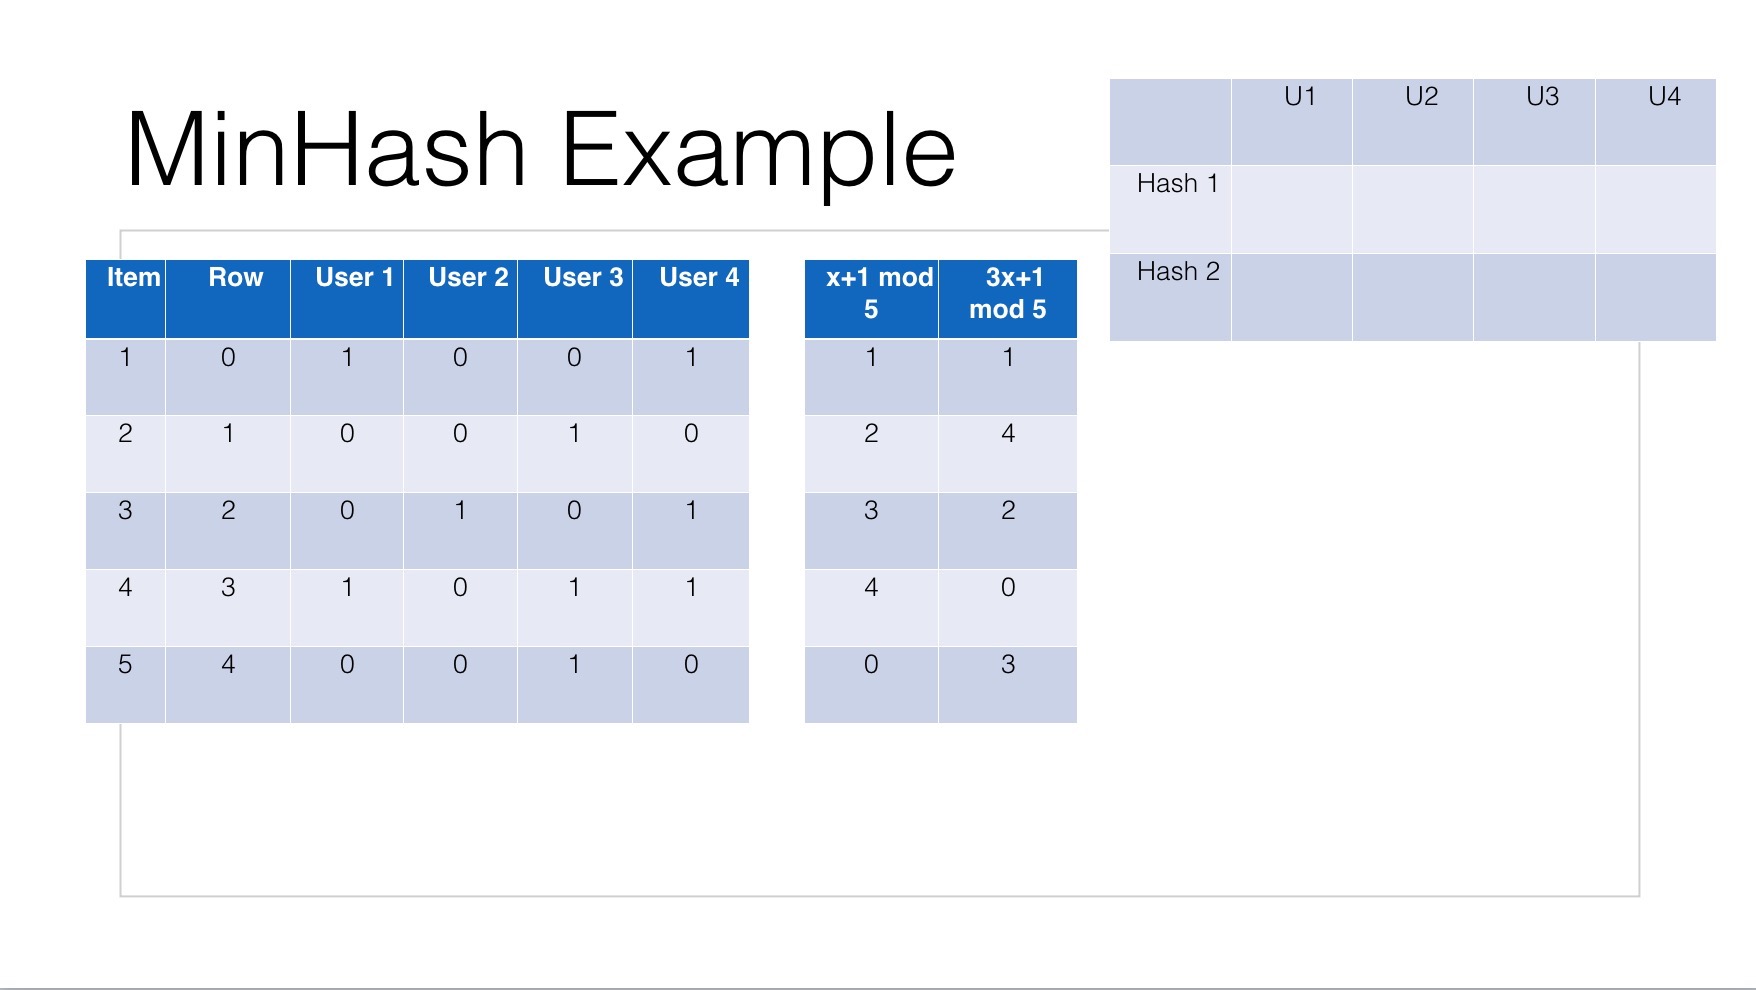 MinHash Example
U1 U2 U3 U4
Hash 1
Hash 2
Item Row User 1 User 2 User 3 User 4
1 0 1 0 0 1
2 1 0 0 1 0
3 2 0 1 0 1
4 3 1 0 1 1
5 4 0 0 1 0
x+1 mod 3x+1
5 mod 5
1 1
2 4
3 2
4 0
0 3